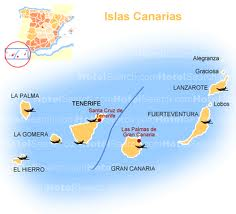 Islas Canarias
Alegranza
Graciosa
LANZAROTE
Lobos
LA PALMA
TENERIFE
Santa Cruz de
Tenerife
FUERTEVENTURA
LA GOMERA
Las Palmas de
Gran Canaria
EL HIERRO
GRAN CANARIA